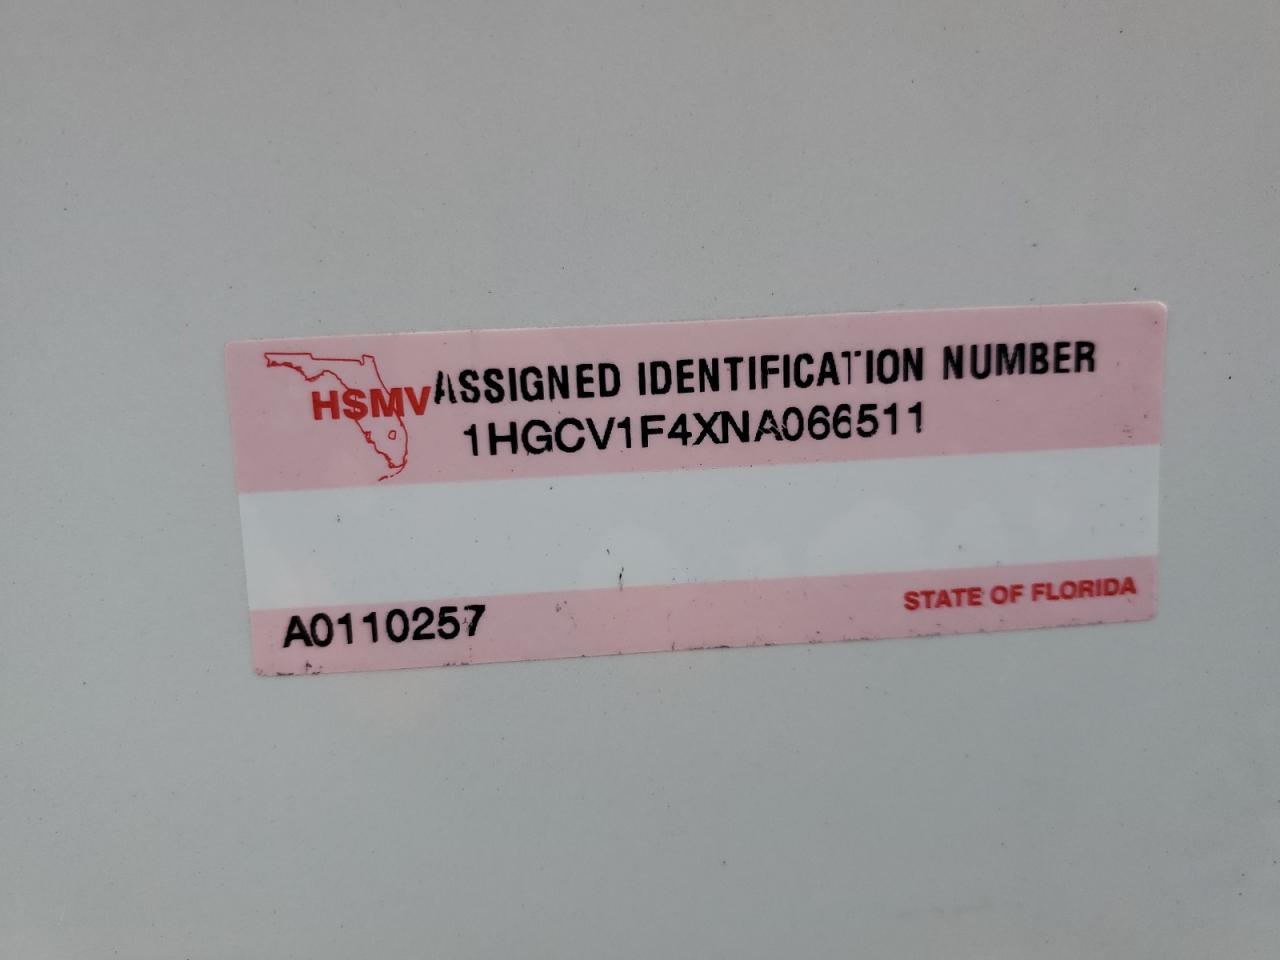 HSMV ASSIGNED IDENTIFICATION NUMBER
1HGCV1F4XNA066511
A0110257
STATE OF FLORIDA